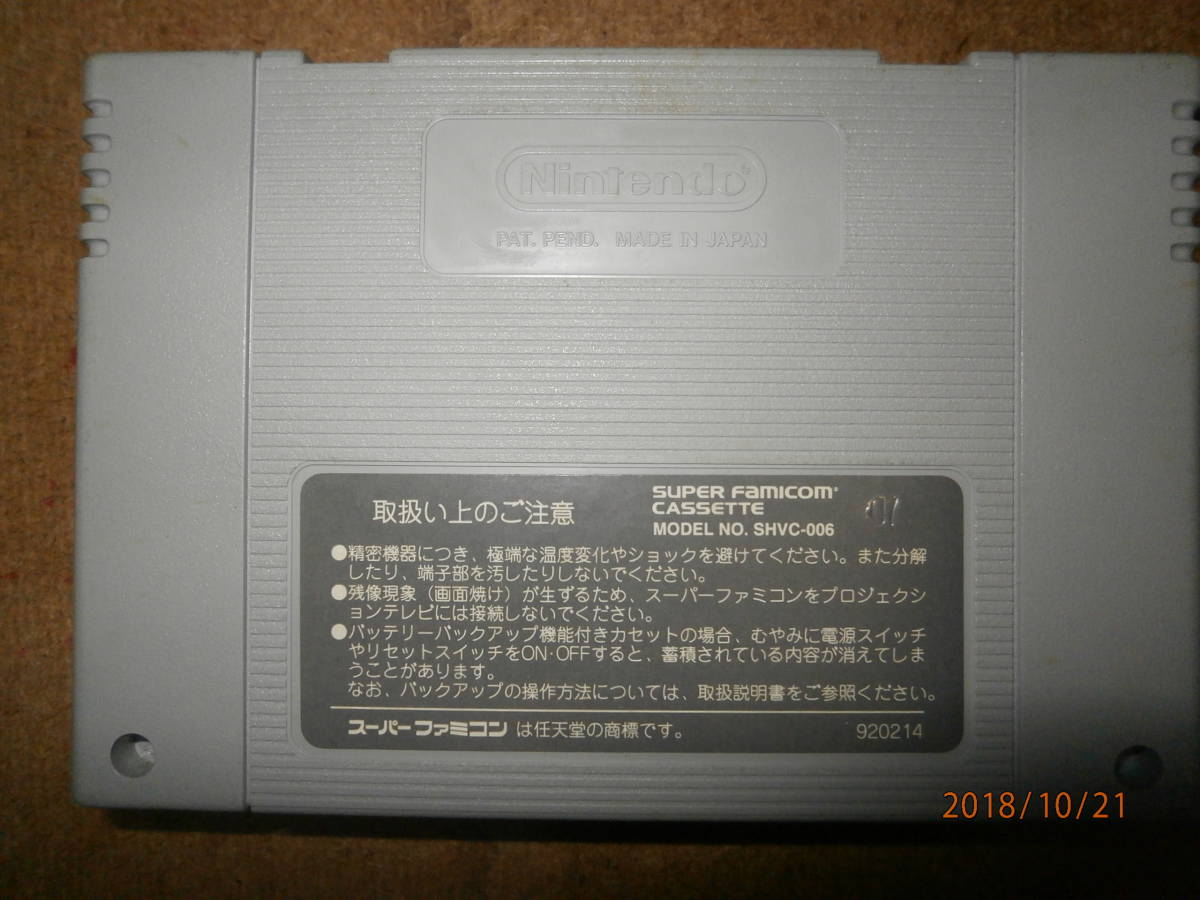 Nintendo®
PAT. PEND. MADE IN JAPAN
取扱い上のご注意
SUPER FAMICOM
CASSETTE
MODEL NO. SHVC-006
●精密機器につき、極端な温度変化やショックを避けてください。また分解
したり、端子部を汚したりしないでください。
●残像現象（画面焼け）が生ずるため、スーパーファミコンをプロジェクシ
ョンテレビには接続しないでください。
●バッテリーバックアップ機能付きカセットの場合、むやみに電源スイッチ
やリセットスイッチをON·OFFすると、蓄積されている内容が消えてしま
うことがあります。
なお、バックアップの操作方法については、取扱説明書をご参照ください。
スーパーファミコンは任天堂の商標です。
920214
2018/10/21